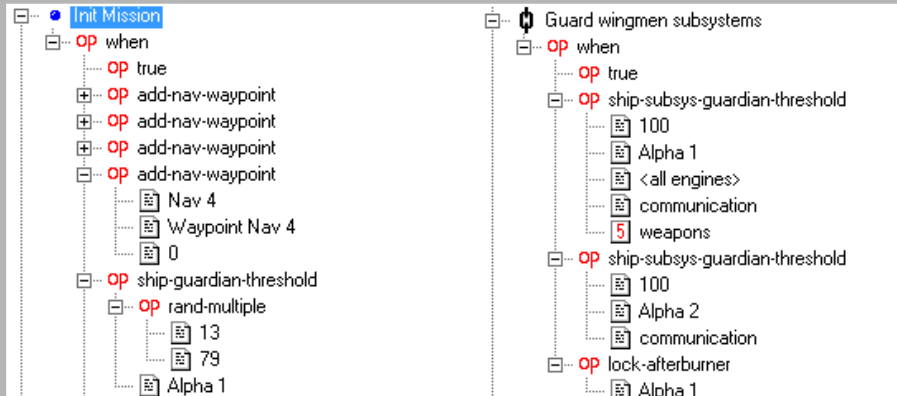 Init Mission
OP when
OP true
OP add-nav-waypoint
OP add-nav-waypoint
OP add-nav-waypoint
OP add-nav-waypoint
Nav 4
Waypoint Nav 4
0
OP ship-guardian-threshold
OP rand-multiple
13
79
Alpha 1
Guard wingmen subsystems
OP when
OP true
OP ship-subsys-guardian-threshold
100
Alpha 1
<all engines>
communication
5 weapons
OP ship-subsys-guardian-threshold
100
Alpha 2
communication
OP lock-afterburner
Alpha 1